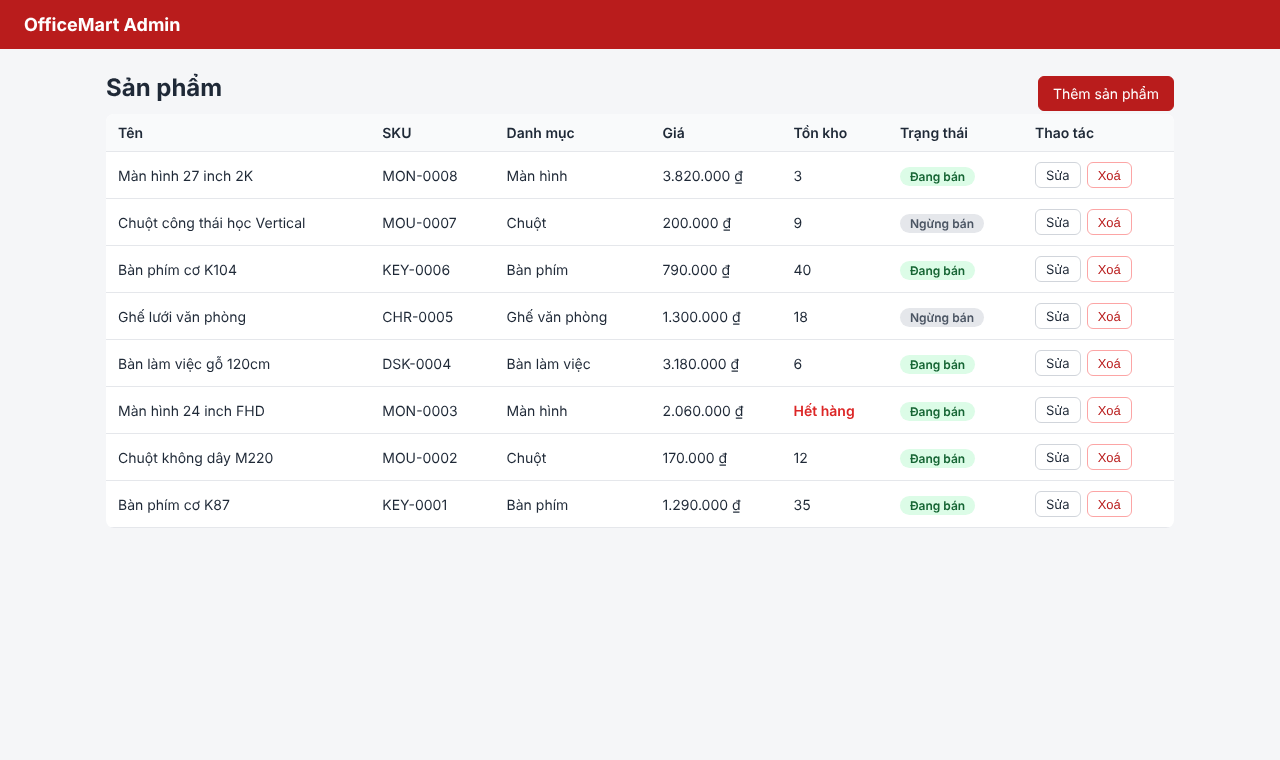 OfficeMart Admin
Sản phẩm
Thêm sản phẩm
Tên SKU Danh mục Giá Tồn kho Trạng thái Thao tác
Màn hình 27 inch 2K MON-0008 Màn hình 3.820.000 ₫ 3 Đang bán Sửa Xoá
Chuột công thái học Vertical MOU-0007 Chuột 200.000 ₫ 9 Ngừng bán Sửa Xoá
Bàn phím cơ K104 KEY-0006 Bàn phím 790.000 ₫ 40 Đang bán Sửa Xoá
Ghế lưới văn phòng CHR-0005 Ghế văn phòng 1.300.000 ₫ 18 Ngừng bán Sửa Xoá
Bàn làm việc gỗ 120cm DSK-0004 Bàn làm việc 3.180.000 ₫ 6 Đang bán Sửa Xoá
Màn hình 24 inch FHD MON-0003 Màn hình 2.060.000 ₫ Hết hàng Đang bán Sửa Xoá
Chuột không dây M220 MOU-0002 Chuột 170.000 ₫ 12 Đang bán Sửa Xoá
Bàn phím cơ K87 KEY-0001 Bàn phím 1.290.000 ₫ 35 Đang bán Sửa Xoá